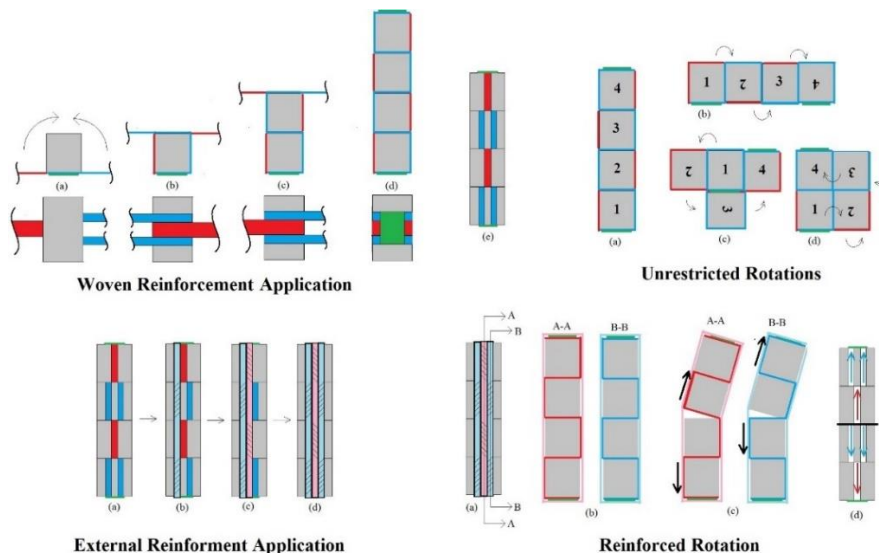 (a)
(b)
(c)
(d)
Woven Reinforcement Application
(e)
4
3
2
1
(a)
1 2 3 4
(b)
2 1 4
3
(c)
4 3
1 2
(d)
Unrestricted Rotations
(a)
(b)
(c)
(d)
External Reinforment Application
A
B
(a)
B
A
A-A
B-B
(b)
A-A
B-B
(c)
(d)
Reinforced Rotation